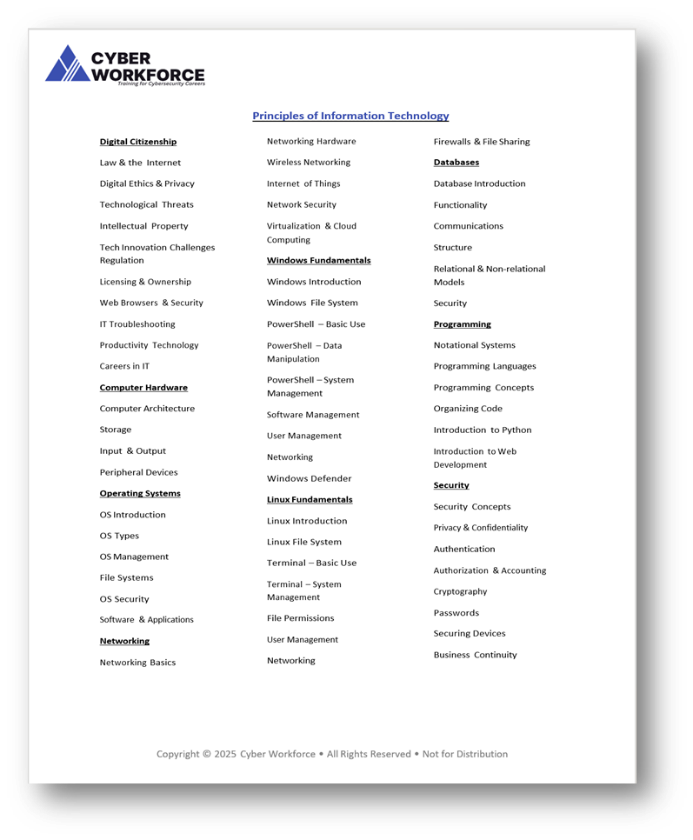 CYBER
WORKFORCE
Training for Cybersecurity Careers
Principles of Information Technology
Digital Citizenship
Law & the Internet
Digital Ethics & Privacy
Technological Threats
Intellectual Property
Tech Innovation Challenges
Regulation
Licensing & Ownership
Web Browsers & Security
IT Troubleshooting
Productivity Technology
Careers in IT
Computer Hardware
Computer Architecture
Storage
Input & Output
Peripheral Devices
Operating Systems
OS Introduction
OS Types
OS Management
File Systems
OS Security
Software & Applications
Networking
Networking Basics
Networking Hardware
Wireless Networking
Internet of Things
Network Security
Virtualization & Cloud
Computing
Windows Fundamentals
Windows Introduction
Windows File System
PowerShell – Basic Use
PowerShell – Data
Manipulation
PowerShell – System
Management
Software Management
User Management
Networking
Windows Defender
Linux Fundamentals
Linux Introduction
Linux File System
Terminal – Basic Use
Terminal – System
Management
File Permissions
User Management
Networking
Firewalls & File Sharing
Databases
Database Introduction
Functionality
Communications
Structure
Relational & Non-relational
Models
Security
Programming
Notational Systems
Programming Languages
Programming Concepts
Organizing Code
Introduction to Python
Introduction to Web
Development
Security
Security Concepts
Privacy & Confidentiality
Authentication
Authorization & Accounting
Cryptography
Passwords
Securing Devices
Business Continuity
Copyright © 2025 Cyber Workforce • All Rights Reserved • Not for Distribution